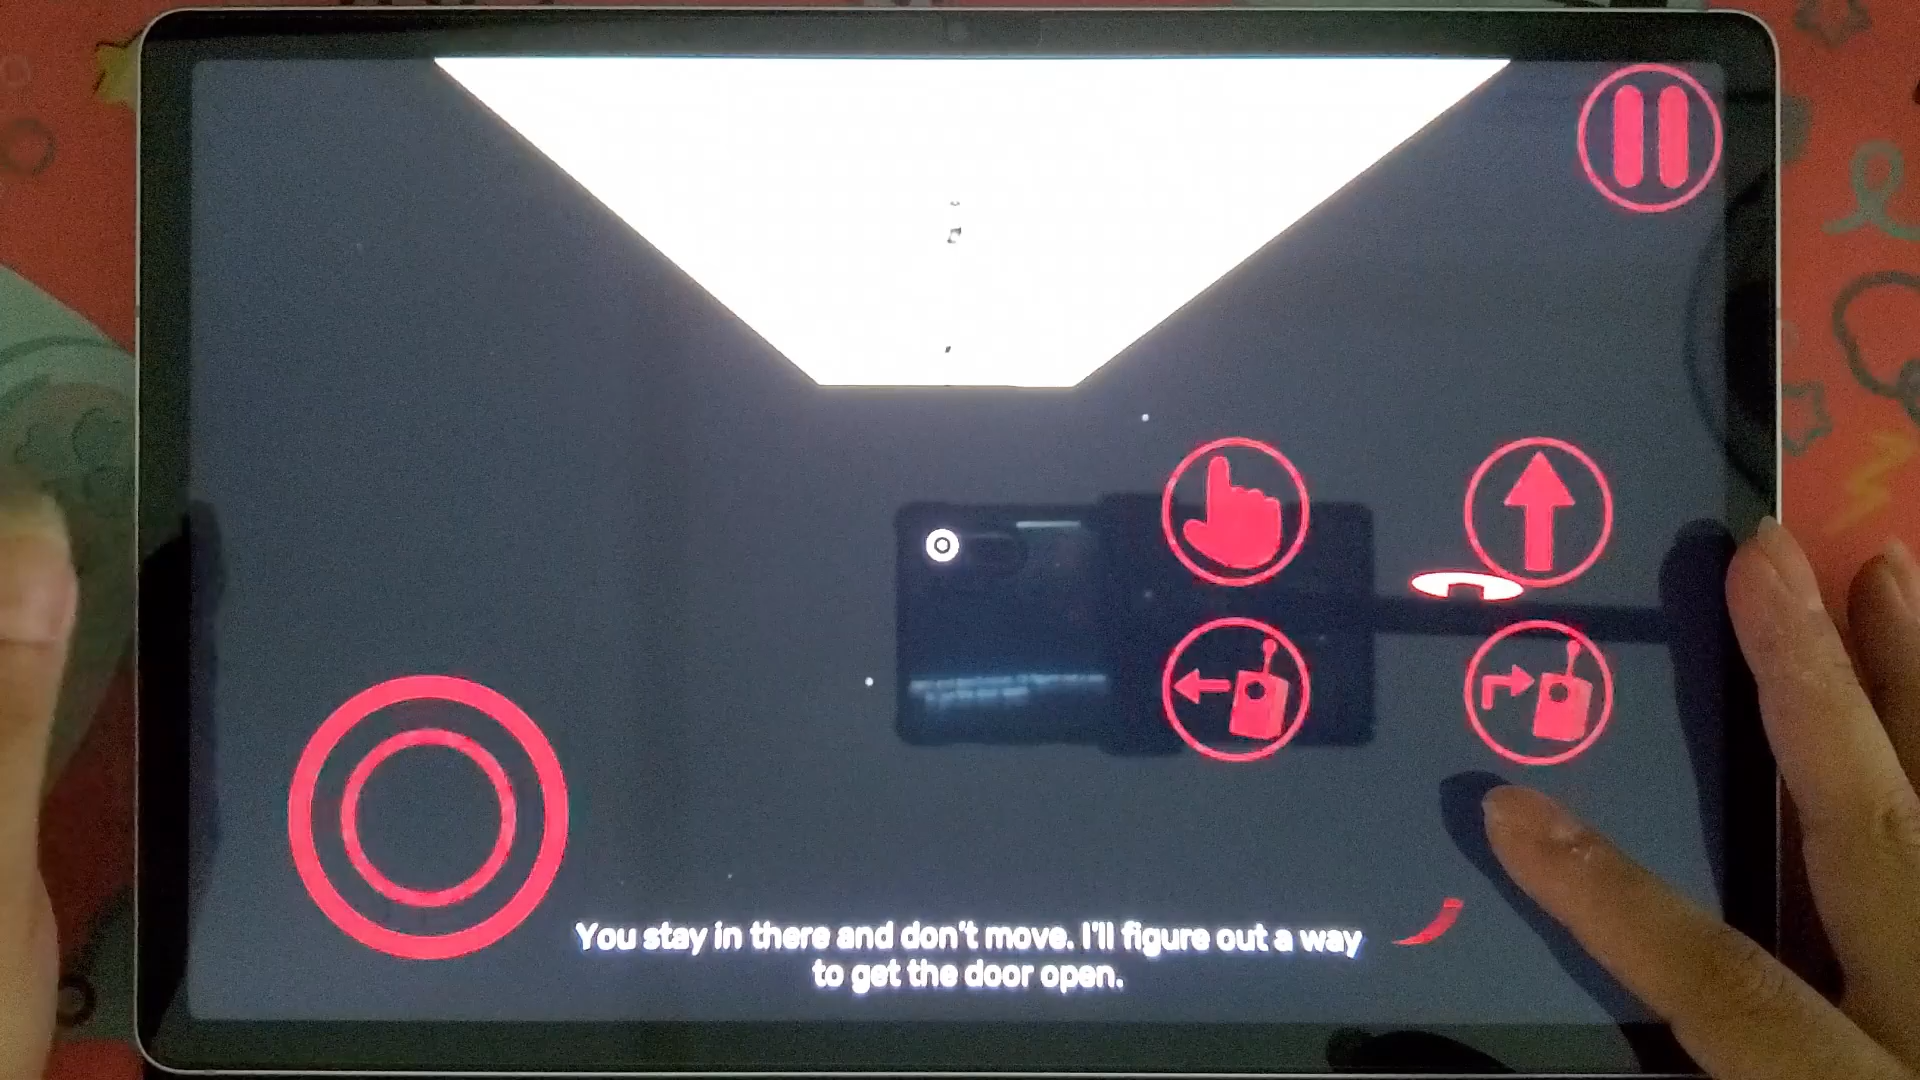 You stay in there and don't move. I'll figure out a way
to get the door open.